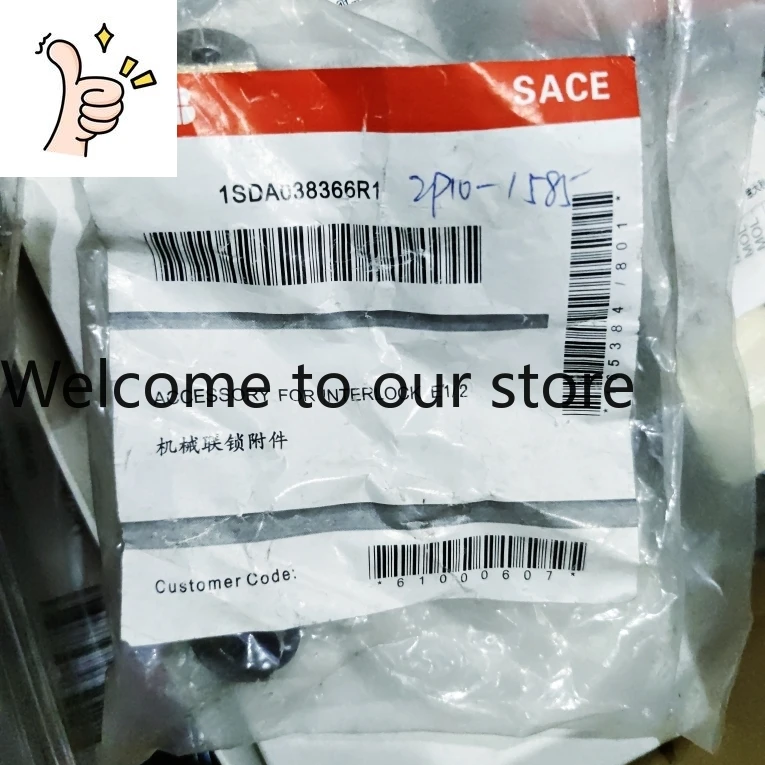 SACE
1SDA038366R1 2P10-1585
ACCESSORY FOR INTERLOCK E1/2
Welcome to our store
机械联锁附件
Customer Code:
*61000607*